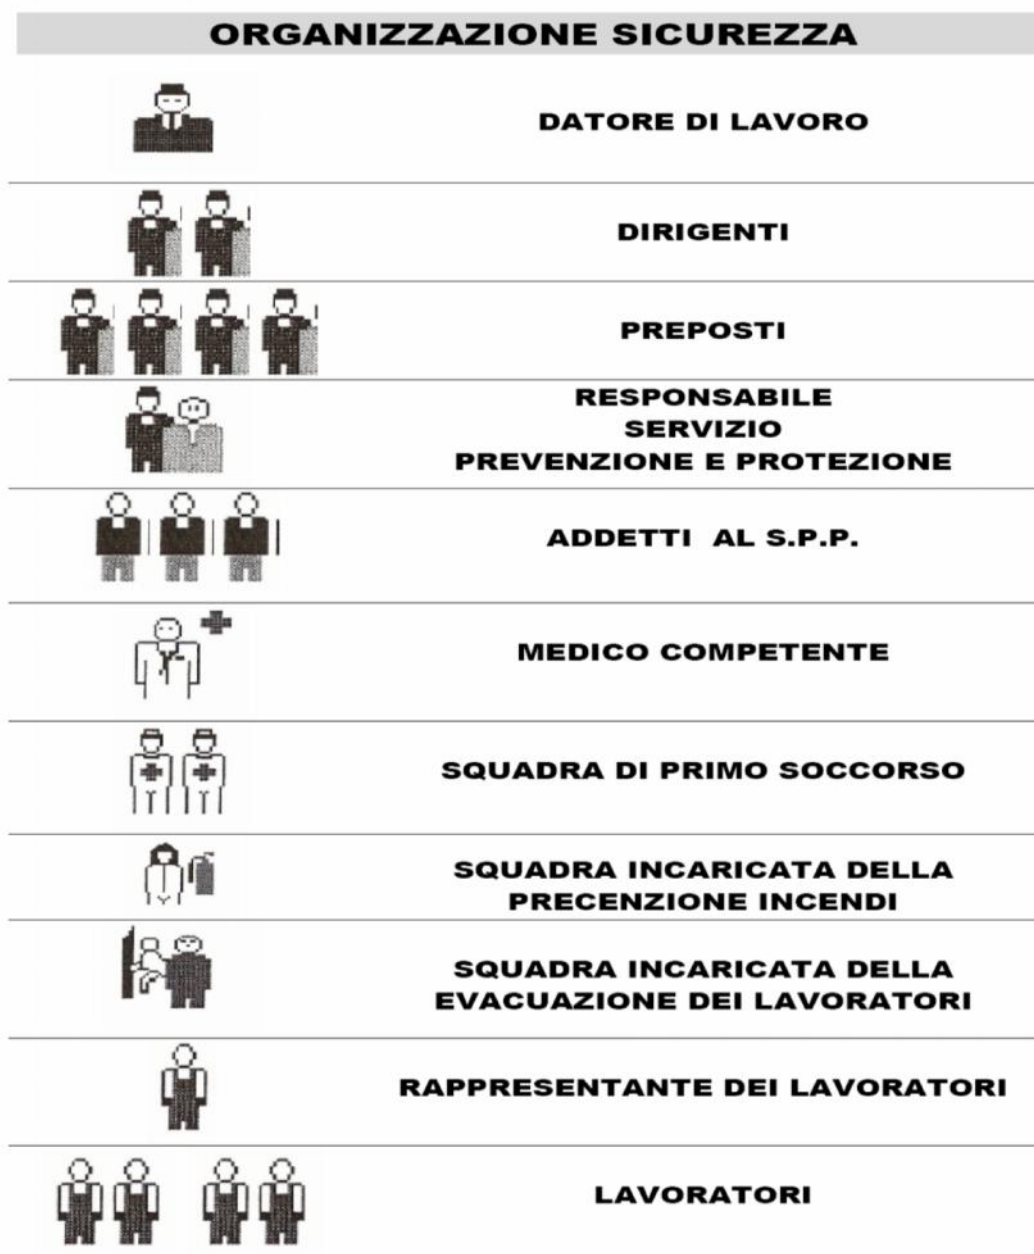 ORGANIZZAZIONE SICUREZZA
DATORE DI LAVORO
DIRIGENTI
PREPOSTI
RESPONSABILE
SERVIZIO
PREVENZIONE E PROTEZIONE
ADDETTI AL S.P.P.
MEDICO COMPETENTE
SQUADRA DI PRIMO SOCCORSO
SQUADRA INCARICATA DELLA
PRECENZIONE INCENDI
SQUADRA INCARICATA DELLA
EVACUAZIONE DEI LAVORATORI
RAPPRESENTANTE DEI LAVORATORI
LAVORATORI